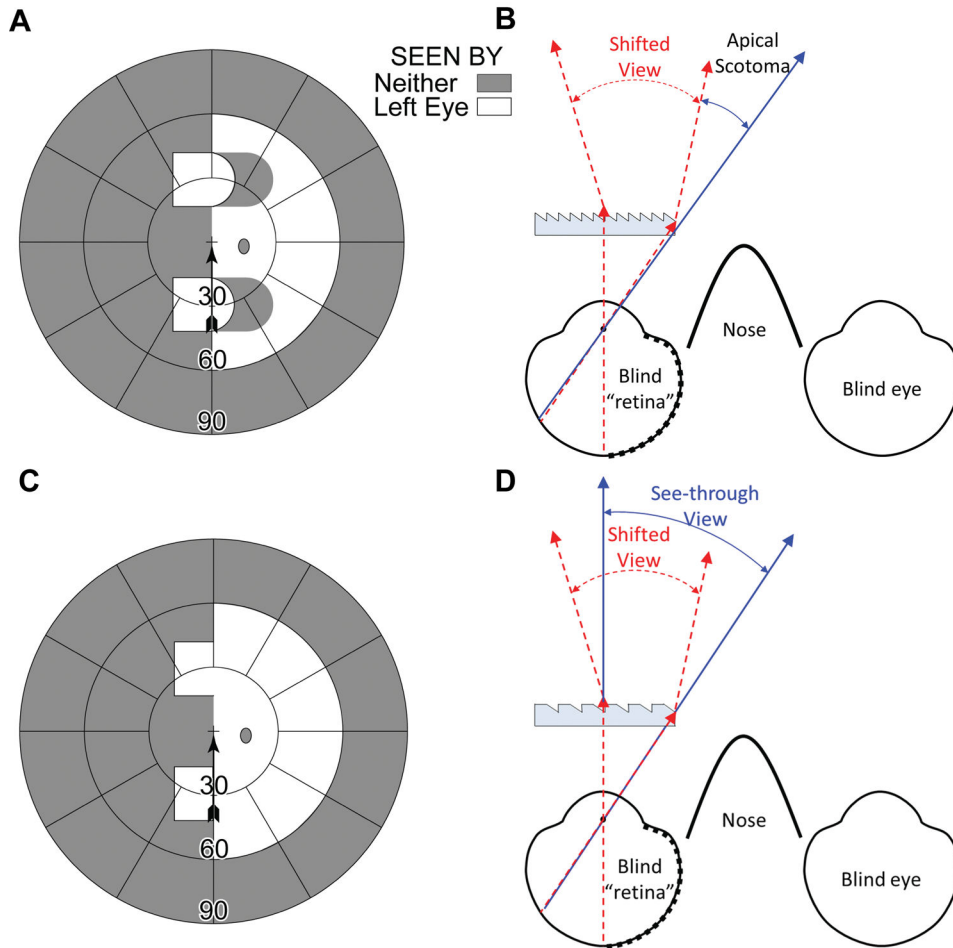 A
SEEN BY
Neither
Left Eye
30
60
90
B
Shifted
View
Apical
Scotoma
Blind
"retina"
Nose
Blind eye
C
30
60
90
D
See-through
View
Shifted
View
Blind
"retina"
Nose
Blind eye